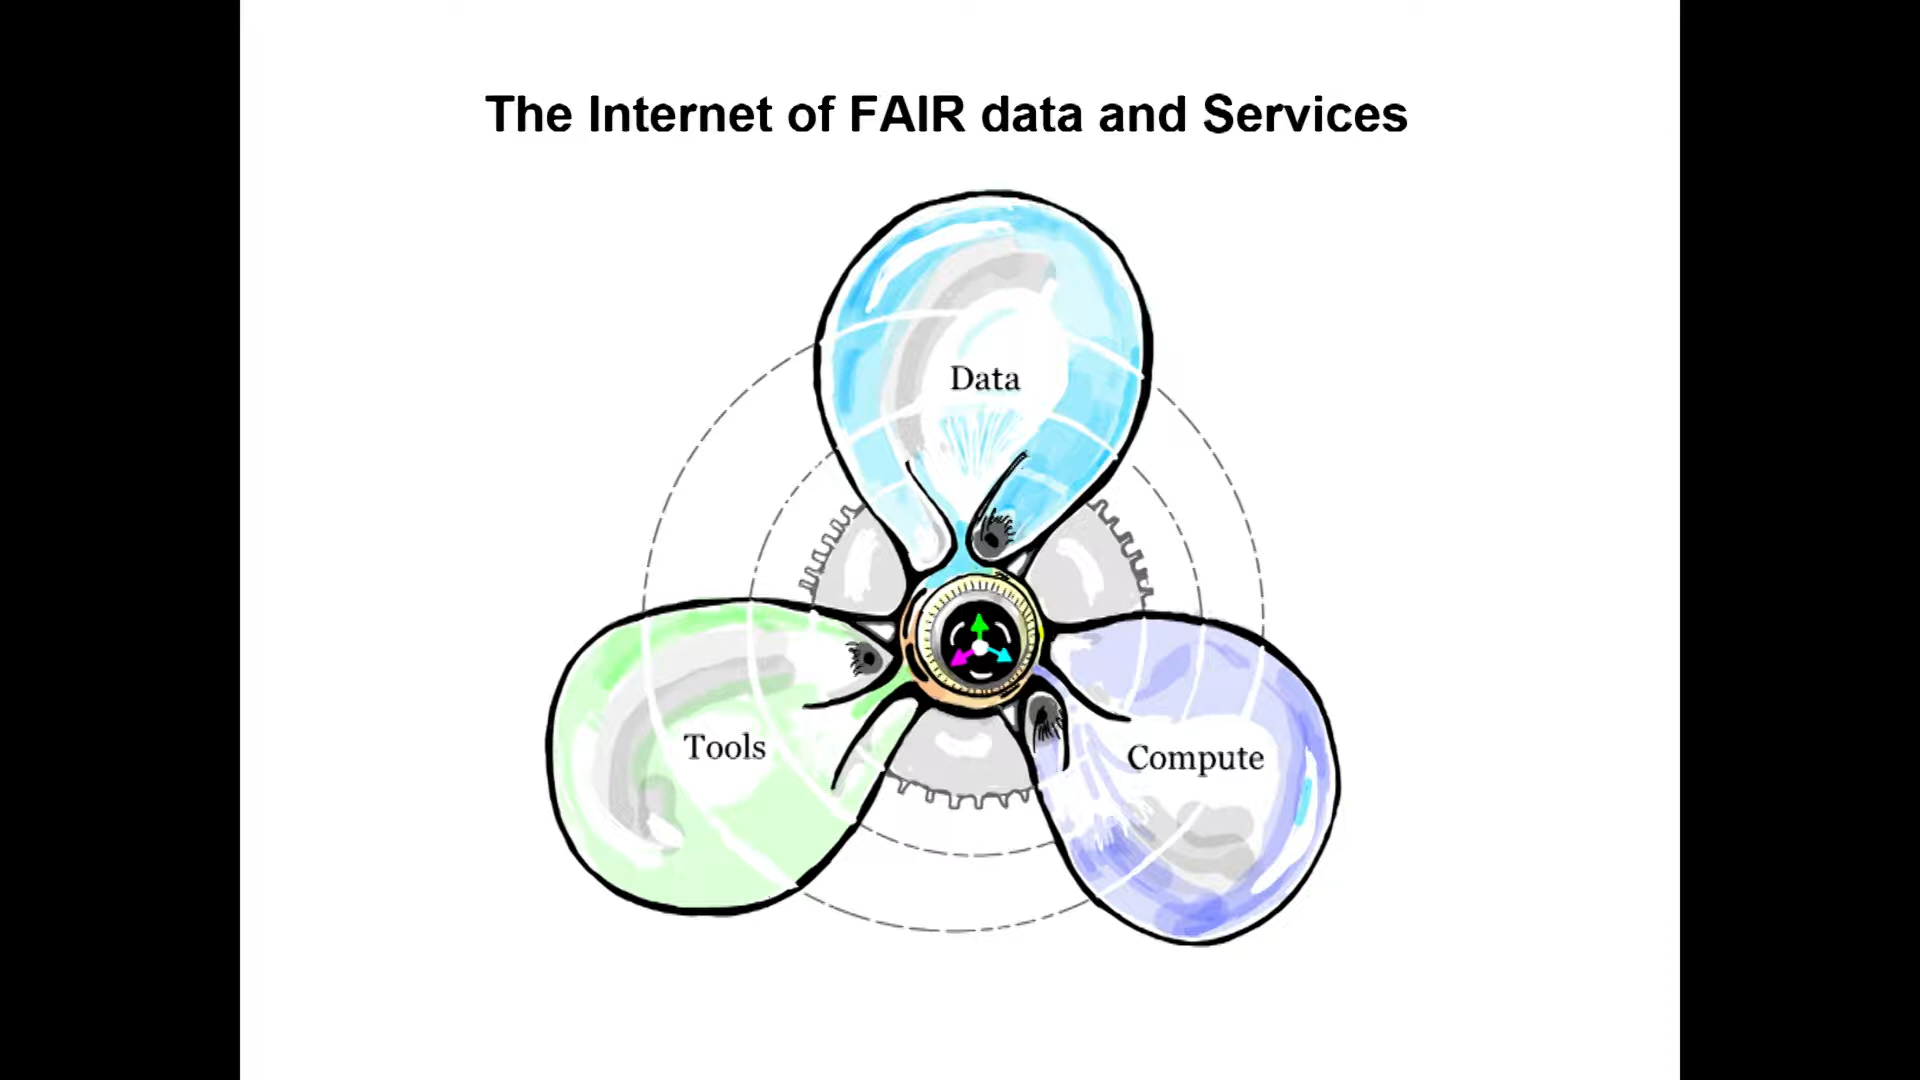 The Internet of FAIR data and Services
Data
Tools
Compute